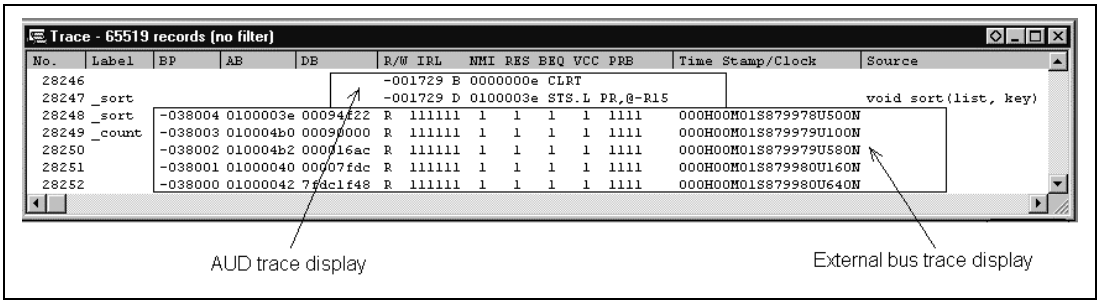 Trace - 65519 records (no filter)
No. Label BP AB DB R/W IRL NMI RES BEQ VCC PRB Time Stamp/Clock Source
28246 -001729 B 0000000e CLRT
28247 _sort -001729 D 0100003e STS.L PR,@-R15 void sort(list, key)
28248 _sort -038004 0100003e 00094f22 R 111111 1 1 1 1 1111 000H00M01S879978U500N
28249 _count -038003 010004b0 00090000 R 111111 1 1 1 1 1111 000H00M01S879979U100N
28250 -038002 010004b2 000016ac R 111111 1 1 1 1 1111 000H00M01S879979U580N
28251 -038001 01000040 00007fdc R 111111 1 1 1 1 1111 000H00M01S879980U160N
28252 -038000 01000042 7fdc1f48 R 111111 1 1 1 1 1111 000H00M01S879980U640N
AUD trace display
External bus trace display